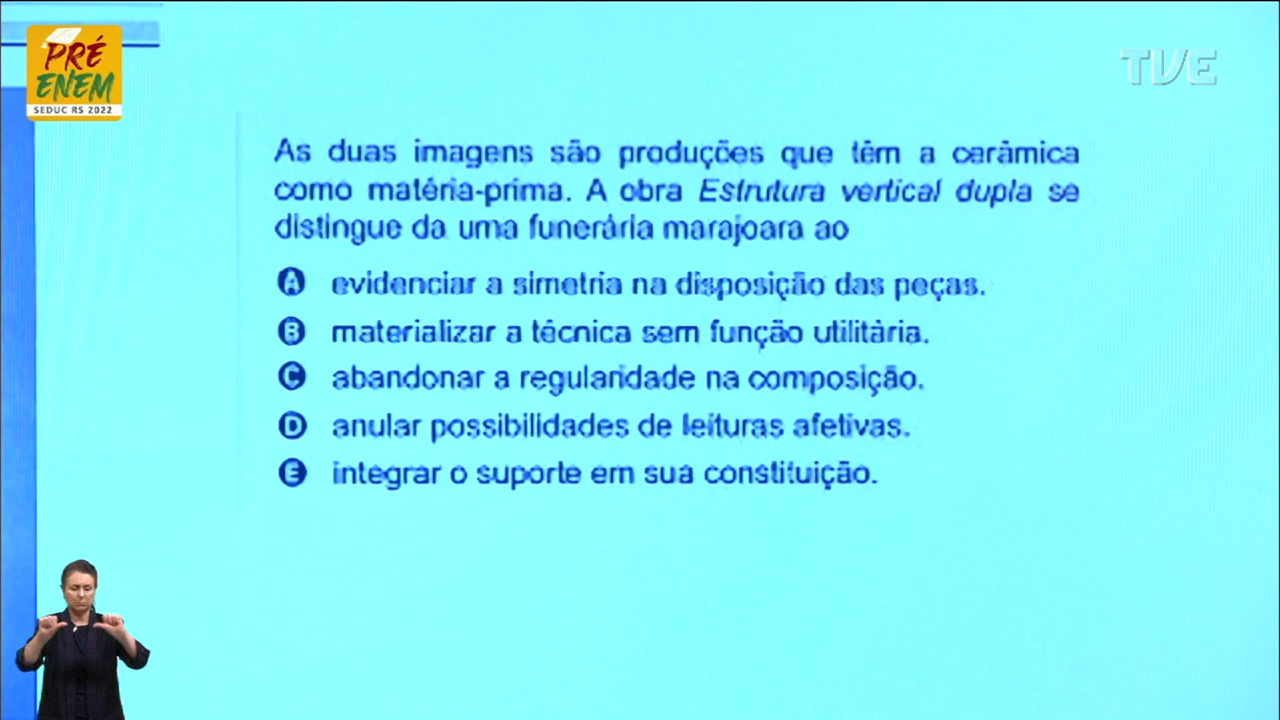 PRÉ
ENEM
SEDUC RS 2022
TVE
As duas imagens são produções que têm a cerâmica
como matéria-prima. A obra Estrutura vertical dupla se
distingue da urna funerária marajoara ao
A evidenciar a simetria na disposição das peças.
B materializar a técnica sem função utilitária.
C abandonar a regularidade na composição.
D anular possibilidades de leituras afetivas.
E integrar o suporte em sua constituição.